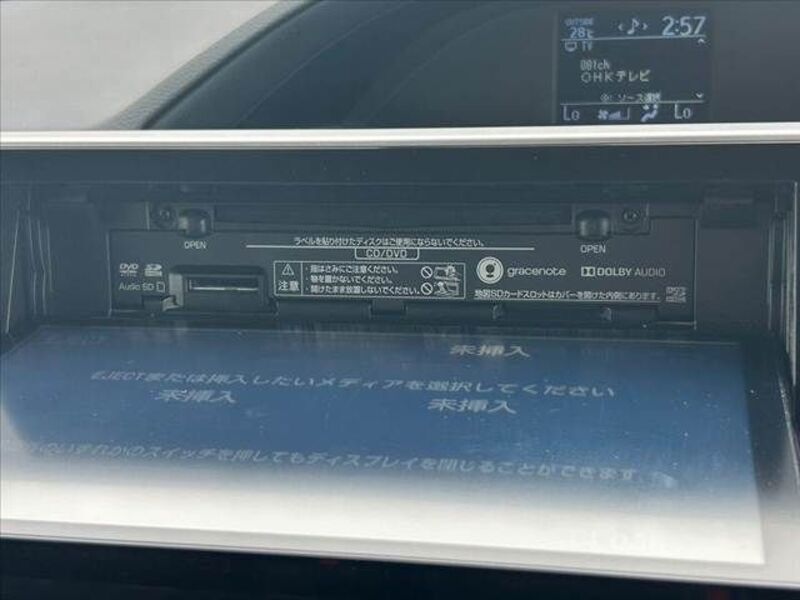 OUTSIDE
28℃ 2:57
TV
001ch
OHKテレビ
ソース選択
Lo Lo
OPEN OPEN
ラベルを貼り付けたディスクはご使用にならないでください。
CD/DVD
DVD
Audio SD
注意
・指はさみにご注意ください。
・物を置かないでください。
・開けたまま放置しないでください。
gracenote DOLBY AUDIO
地図SDカードスロットはカバーを開けた内側にあります。
未挿入
EJECTまたは挿入したいメディアを選択してください
未挿入 未挿入
のいずれかのスイッチを押してもディスプレイを閉じることができます